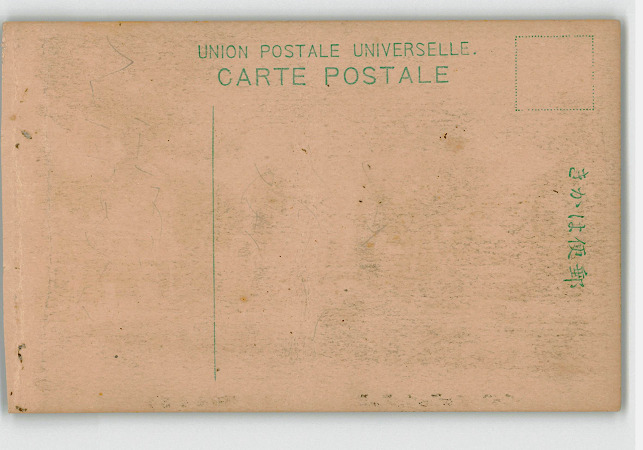 UNION POSTALE UNIVERSELLE.
CARTE POSTALE
きかは便郵